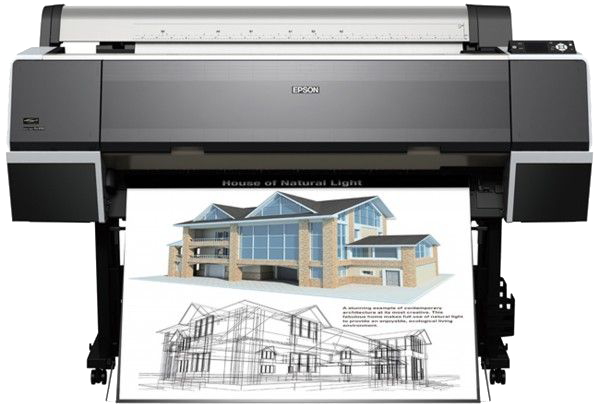 EPSON
House of Natural Light
A stunning example of contemporary
architecture at its most creative. This
fabulous home makes full use of natural light
to provide an enjoyable, ecological living
environment